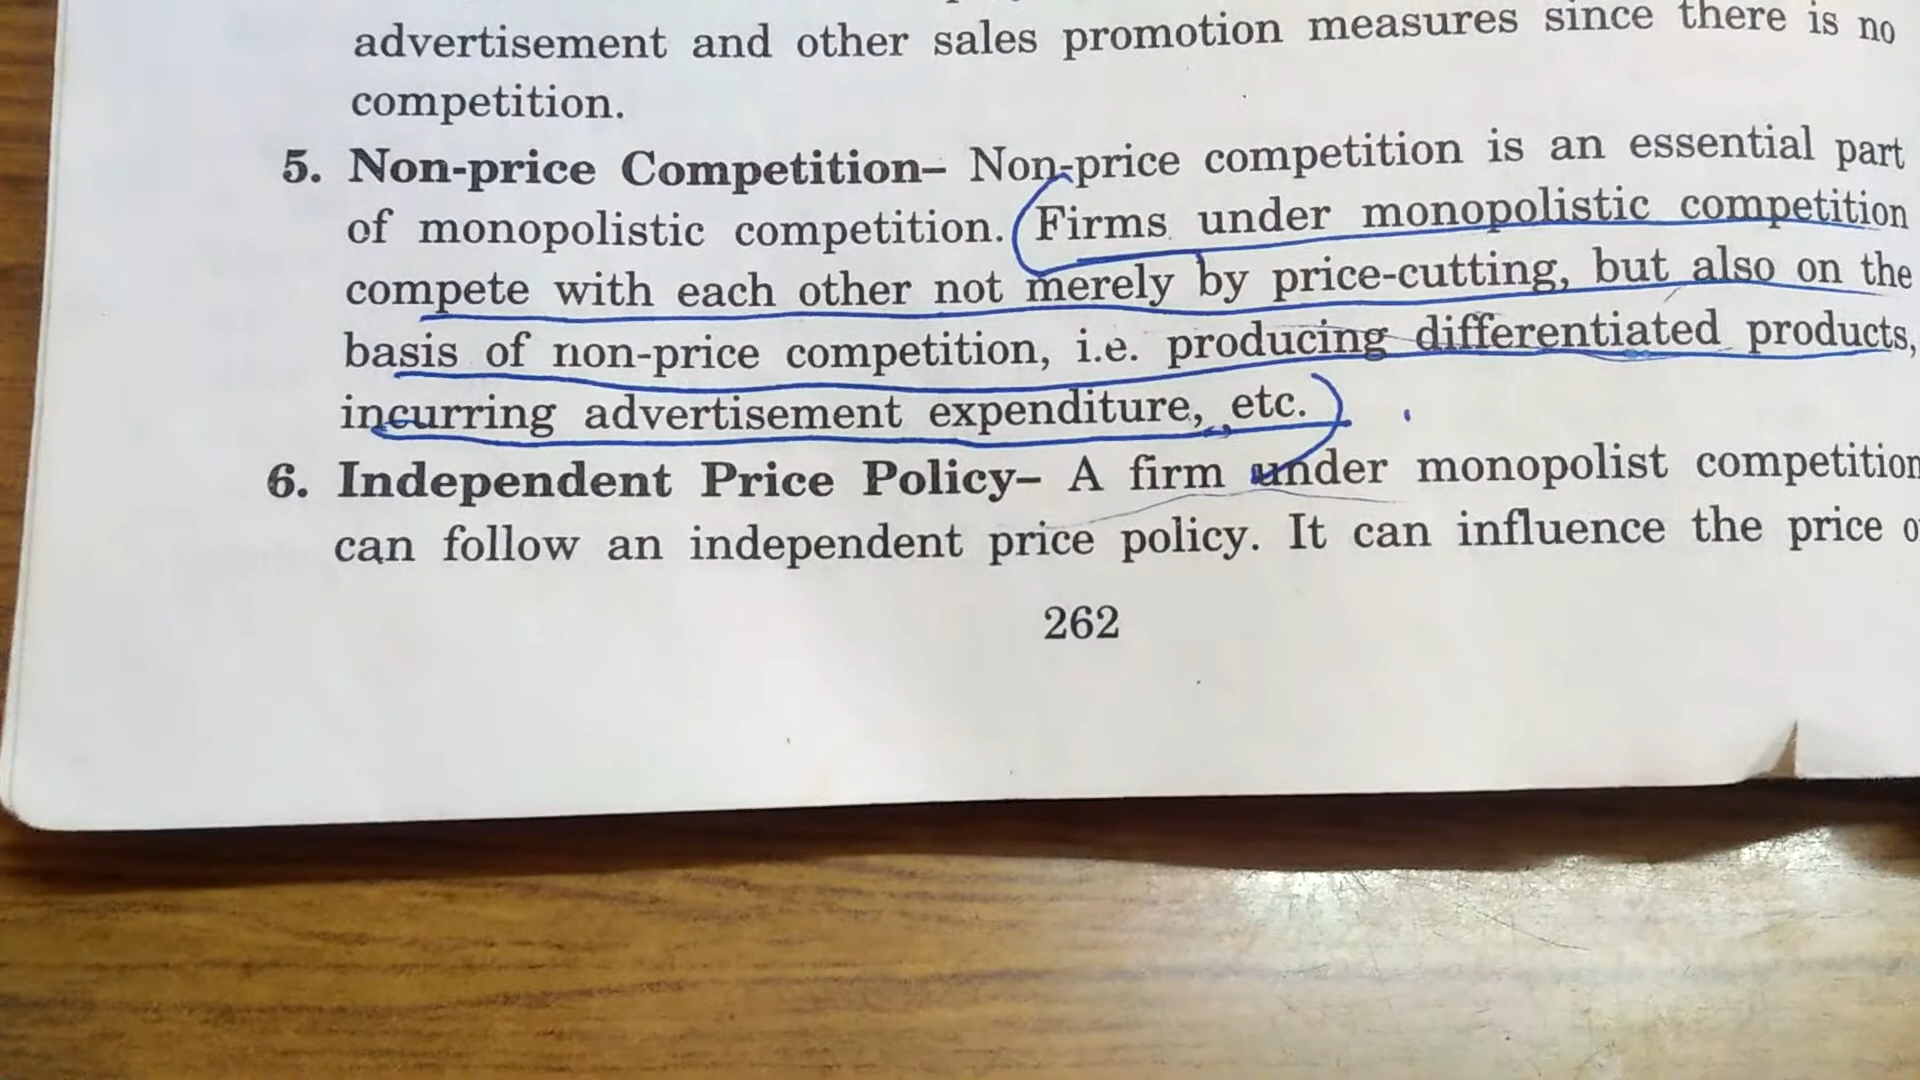 advertisement and other sales promotion measures since there is no
competition.
5. Non-price Competition– Non-price competition is an essential part
of monopolistic competition. Firms under monopolistic competition
compete with each other not merely by price-cutting, but also on the
basis of non-price competition, i.e. producing differentiated products,
incurring advertisement expenditure, etc.
6. Independent Price Policy– A firm under monopolist competition
can follow an independent price policy. It can influence the price
262